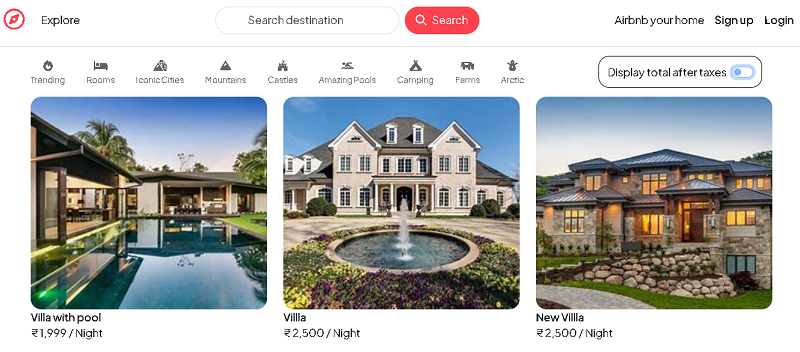 Explore
Search destination
Search
Airbnb your home
Sign up
Login
Trending
Rooms
Iconic Cities
Mountains
Castles
Amazing Pools
Camping
Farms
Arctic
Display total after taxes
Villa with pool
₹1,999 / Night
Villla
₹2,500 / Night
New Villla
₹2,500 / Night